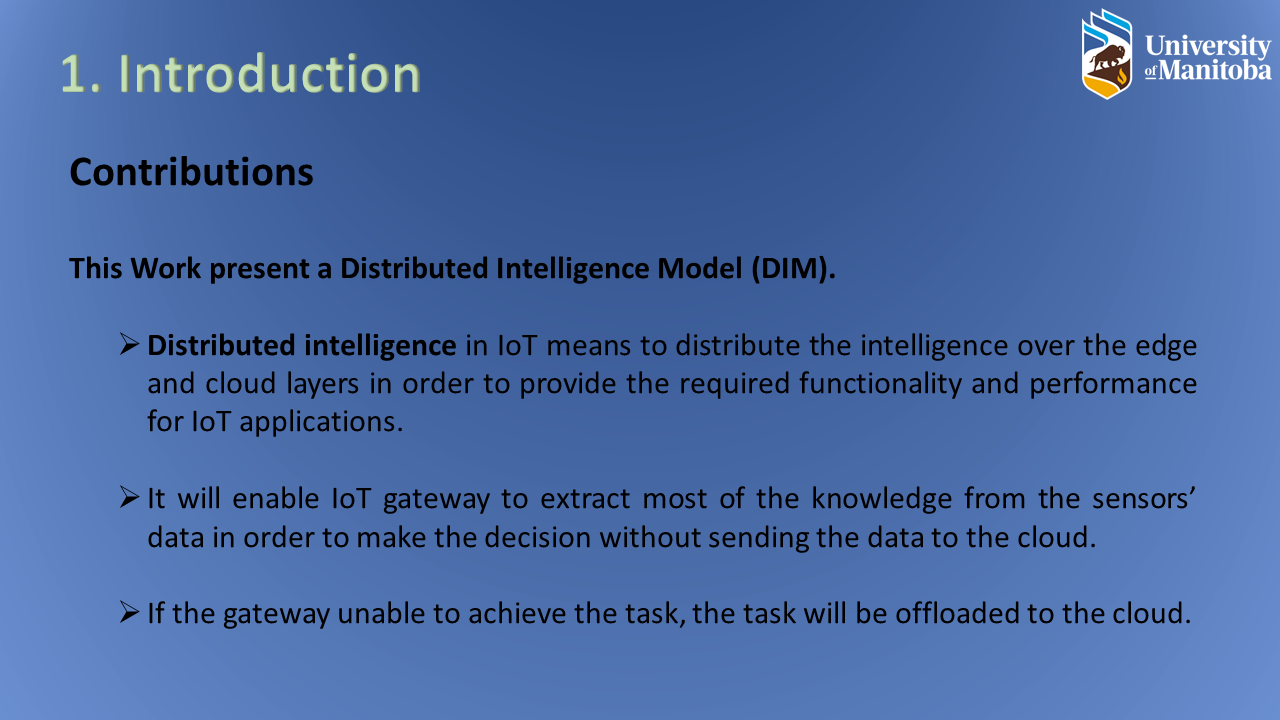 1. Introduction
University
of Manitoba
Contributions
This Work present a Distributed Intelligence Model (DIM).
➢ Distributed intelligence in IoT means to distribute the intelligence over the edge
and cloud layers in order to provide the required functionality and performance
for IoT applications.
➢ It will enable IoT gateway to extract most of the knowledge from the sensors’
data in order to make the decision without sending the data to the cloud.
➢ If the gateway unable to achieve the task, the task will be offloaded to the cloud.